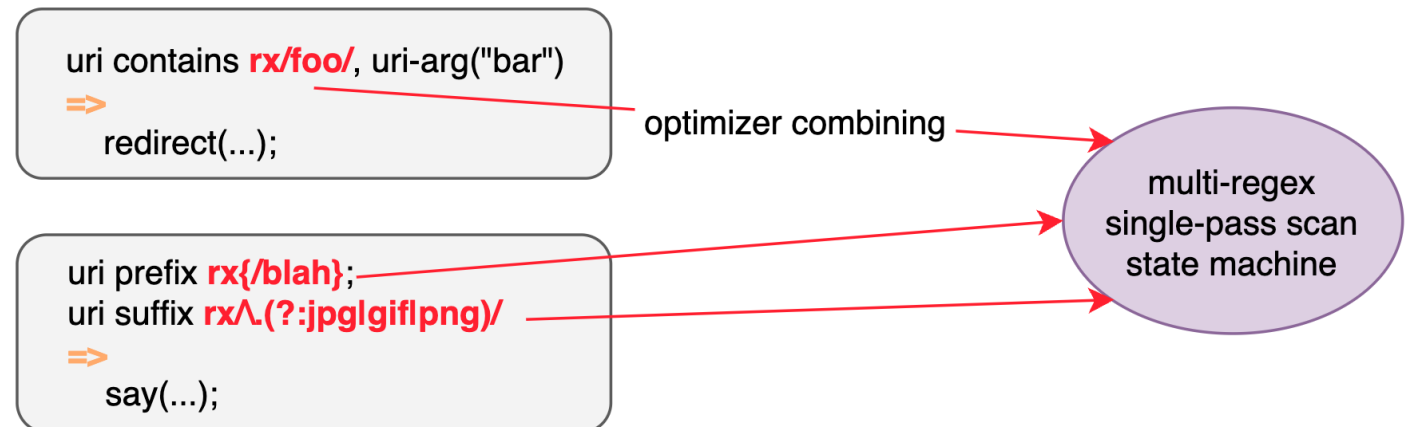 uri contains rx/foo/, uri-arg("bar")
=>
redirect(...);
optimizer combining
uri prefix rx{/blah};
uri suffix rx/\.(?:jpg|gif|png)/
=>
say(...);
multi-regex
single-pass scan
state machine